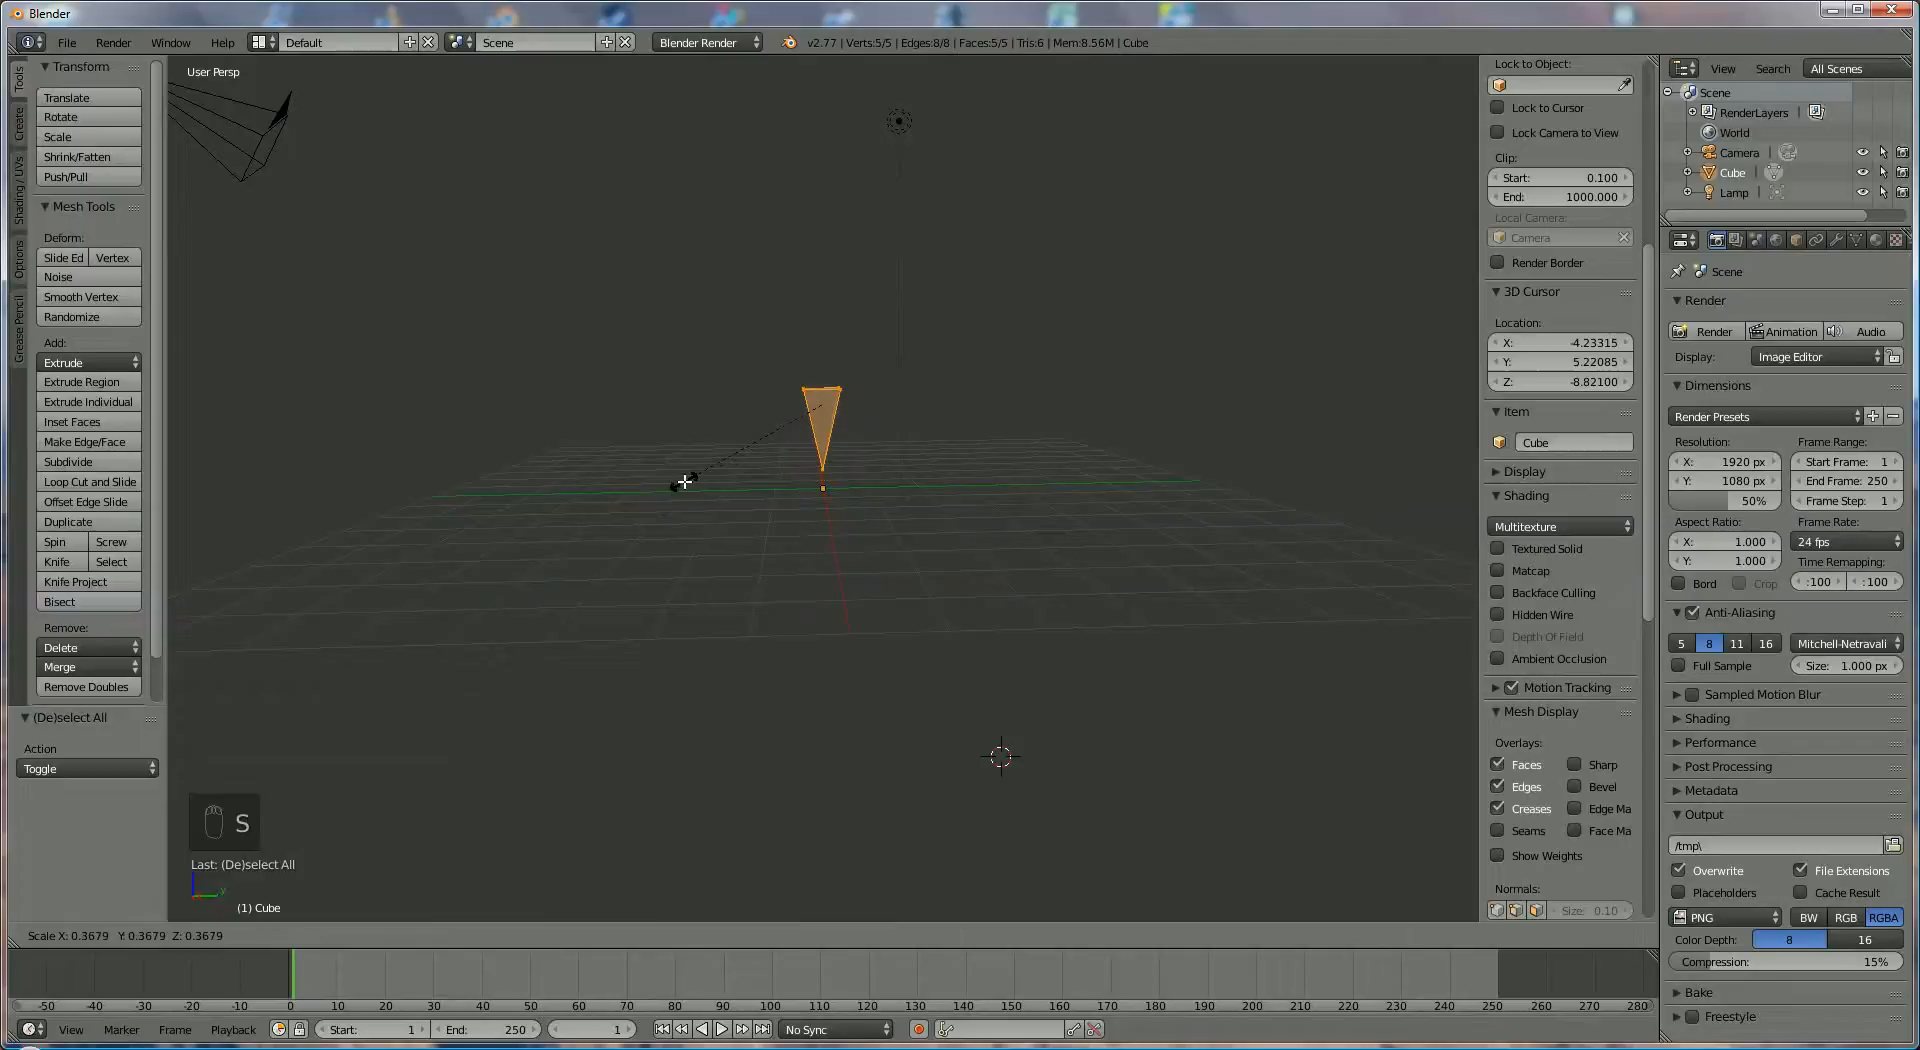 Blender
File Render Window Help Default Scene Blender Render v2.77 | Verts:5/5 | Edges:8/8 | Faces:5/5 | Tris:6 | Mem:8.56M | Cube
Tools
Create
Shading / UVs
Options
Grease Pencil
Transform
Translate
Rotate
Scale
Shrink/Fatten
Push/Pull
Mesh Tools
Deform:
Slide Ed Vertex
Noise
Smooth Vertex
Randomize
Add:
Extrude
Extrude Region
Extrude Individual
Inset Faces
Make Edge/Face
Subdivide
Loop Cut and Slide
Offset Edge Slide
Duplicate
Spin Screw
Knife Select
Knife Project
Bisect
Remove:
Delete
Merge
Remove Doubles
(De)select All
Action
Toggle
User Persp
S
Last: (De)select All
y
(1) Cube
Scale X: 0.3679 Y: 0.3679 Z: 0.3679
Lock to Object:
Lock to Cursor
Lock Camera to View
Clip:
Start: 0.100
End: 1000.000
Local Camera:
Camera
Render Border
3D Cursor
Location:
X: -4.23315
Y: 5.22085
Z: -8.82100
Item
Cube
Display
Shading
Multitexture
Textured Solid
Matcap
Backface Culling
Hidden Wire
Depth Of Field
Ambient Occlusion
Motion Tracking
Mesh Display
Overlays:
Faces Sharp
Edges Bevel
Creases Edge Ma
Seams Face Ma
Show Weights
Normals:
Size: 0.10
View Search All Scenes
Scene
RenderLayers
World
Camera
Cube
Lamp
Scene
Render
Render Animation Audio
Display: Image Editor
Dimensions
Render Presets
Resolution: Frame Range:
X: 1920 px Start Frame: 1
Y: 1080 px End Frame: 250
50% Frame Step: 1
Aspect Ratio: Frame Rate:
X: 1.000 24 fps
Y: 1.000 Time Remapping:
Bord Crop :100 :100
Anti-Aliasing
5 8 11 16 Mitchell-Netravali
Full Sample Size: 1.000 px
Sampled Motion Blur
Shading
Performance
Post Processing
Metadata
Output
/tmp\
Overwrite File Extensions
Placeholders Cache Result
PNG BW RGB RGBA
Color Depth: 8 16
Compression: 15%
Bake
Freestyle
-50 -40 -30 -20 -10 0 10 20 30 40 50 60 70 80 90 100 110 120 130 140 150 160 170 180 190 200 210 220 230 240 250 260 270 280
View Marker Frame Playback Start: 1 End: 250 1 No Sync